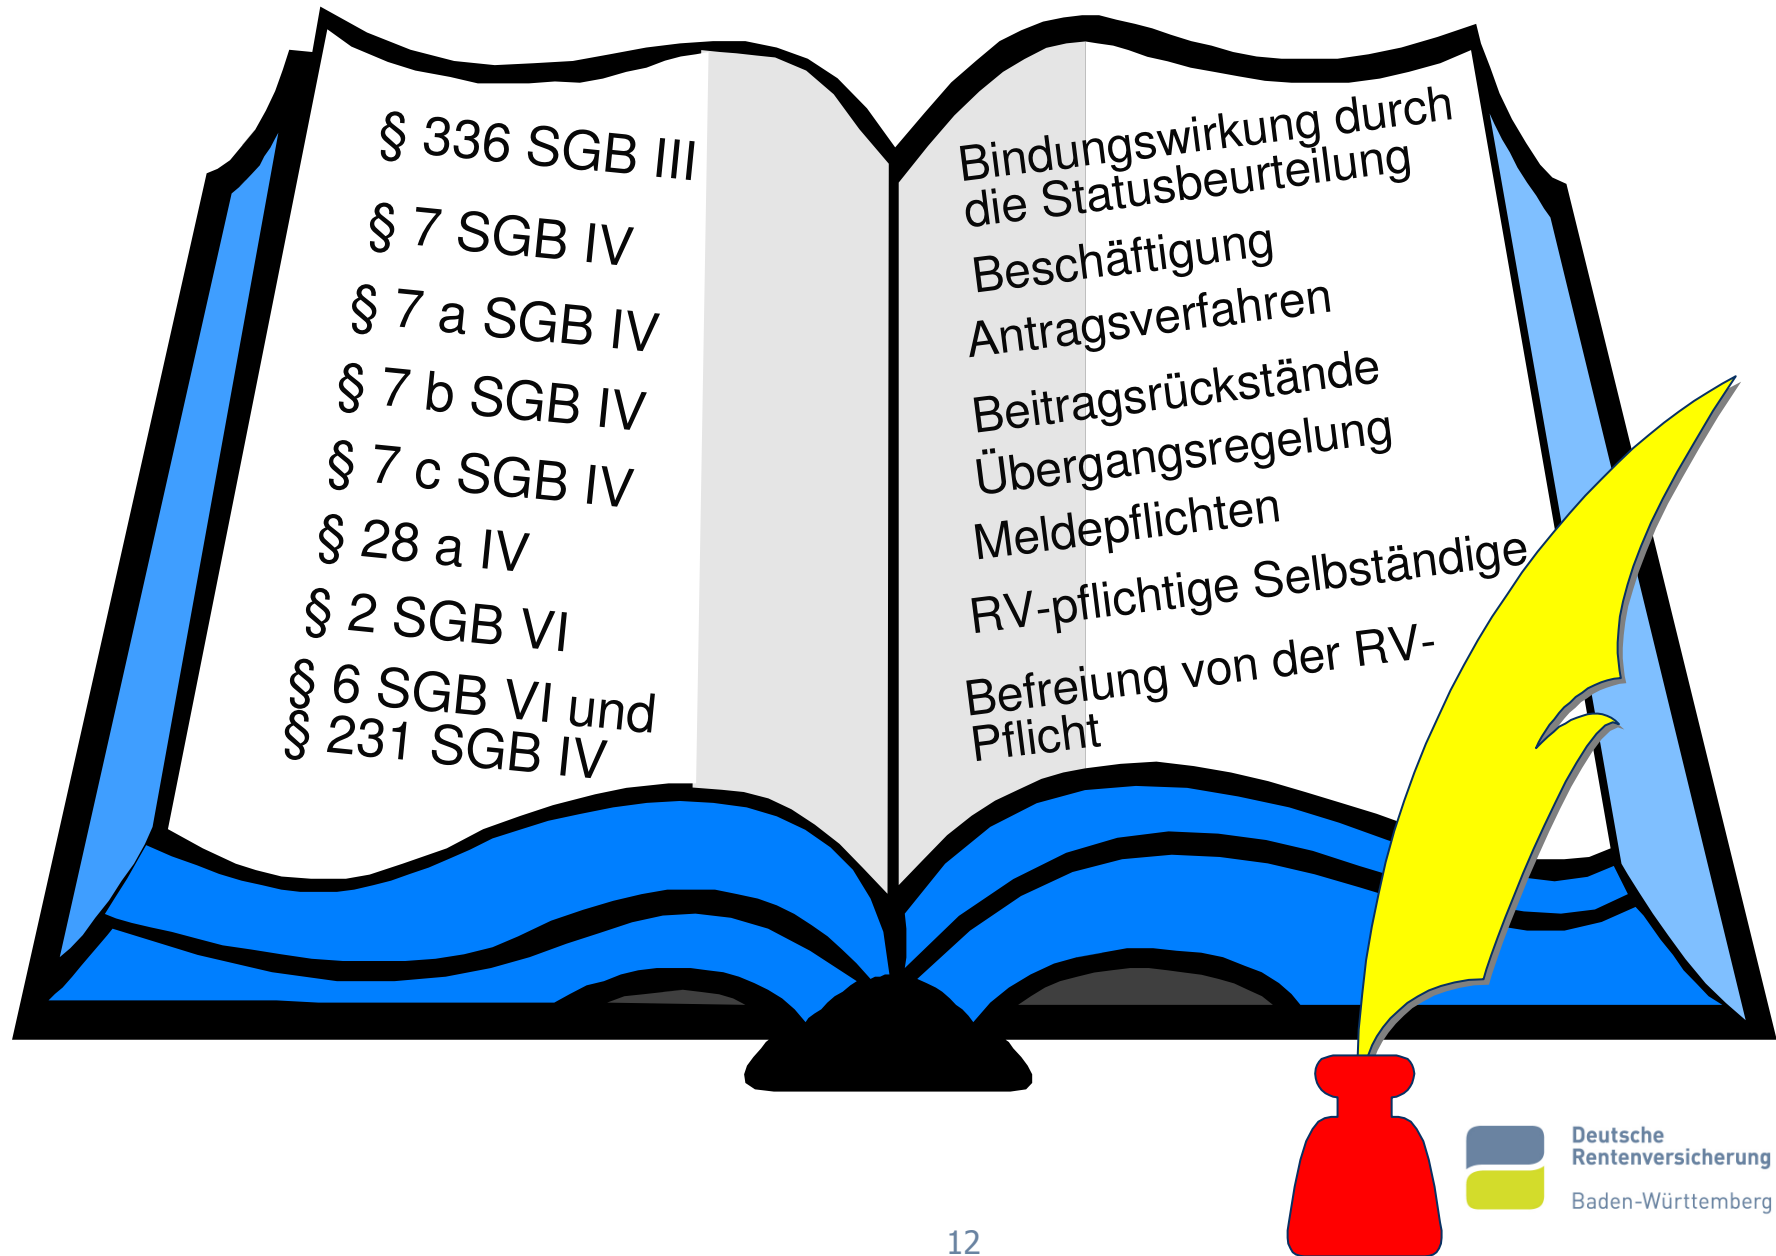 § 336 SGB III
§ 7 SGB IV
§ 7 a SGB IV
§ 7 b SGB IV
§ 7 c SGB IV
§ 28 a IV
§ 2 SGB VI
§ 6 SGB VI und
§ 231 SGB IV
Bindungswirkung durch
die Statusbeurteilung
Beschäftigung
Antragsverfahren
Beitragsrückstände
Übergangsregelung
Meldepflichten
RV-pflichtige Selbständige
Befreiung von der RV-
Pflicht
Deutsche
Rentenversicherung
Baden-Württemberg
12